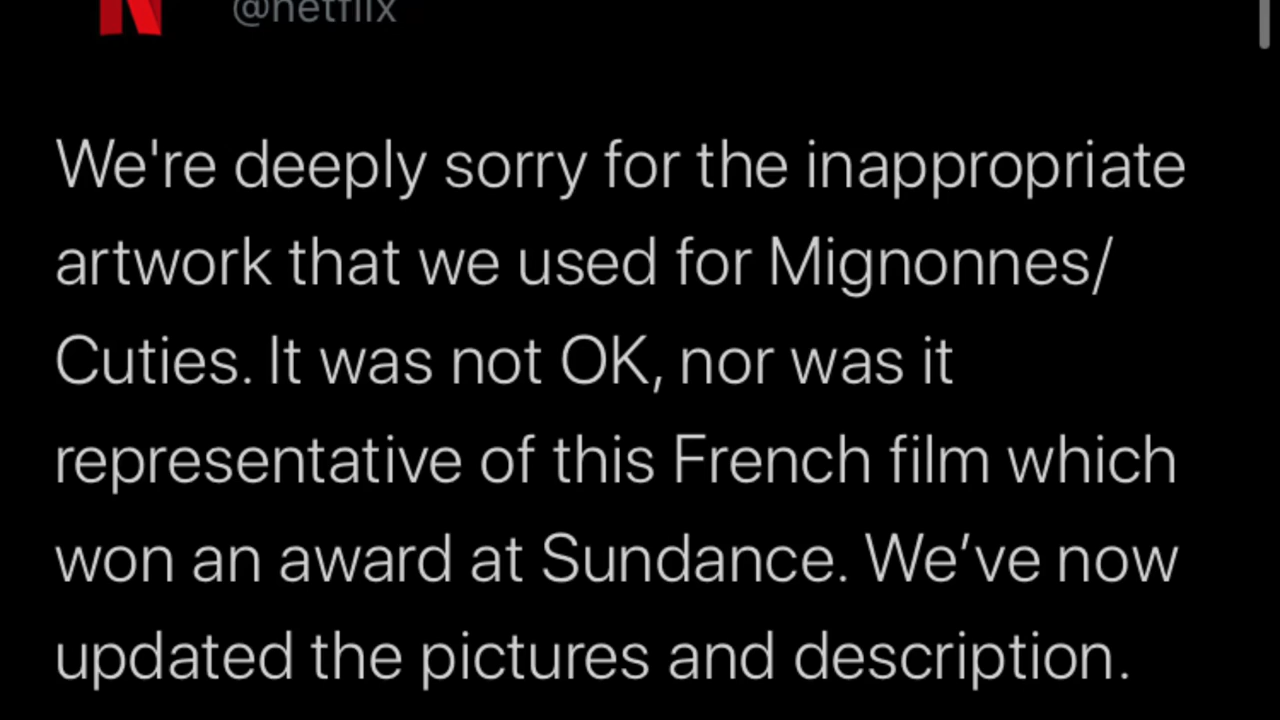 @netflix
We're deeply sorry for the inappropriate
artwork that we used for Mignonnes/
Cuties. It was not OK, nor was it
representative of this French film which
won an award at Sundance. We’ve now
updated the pictures and description.